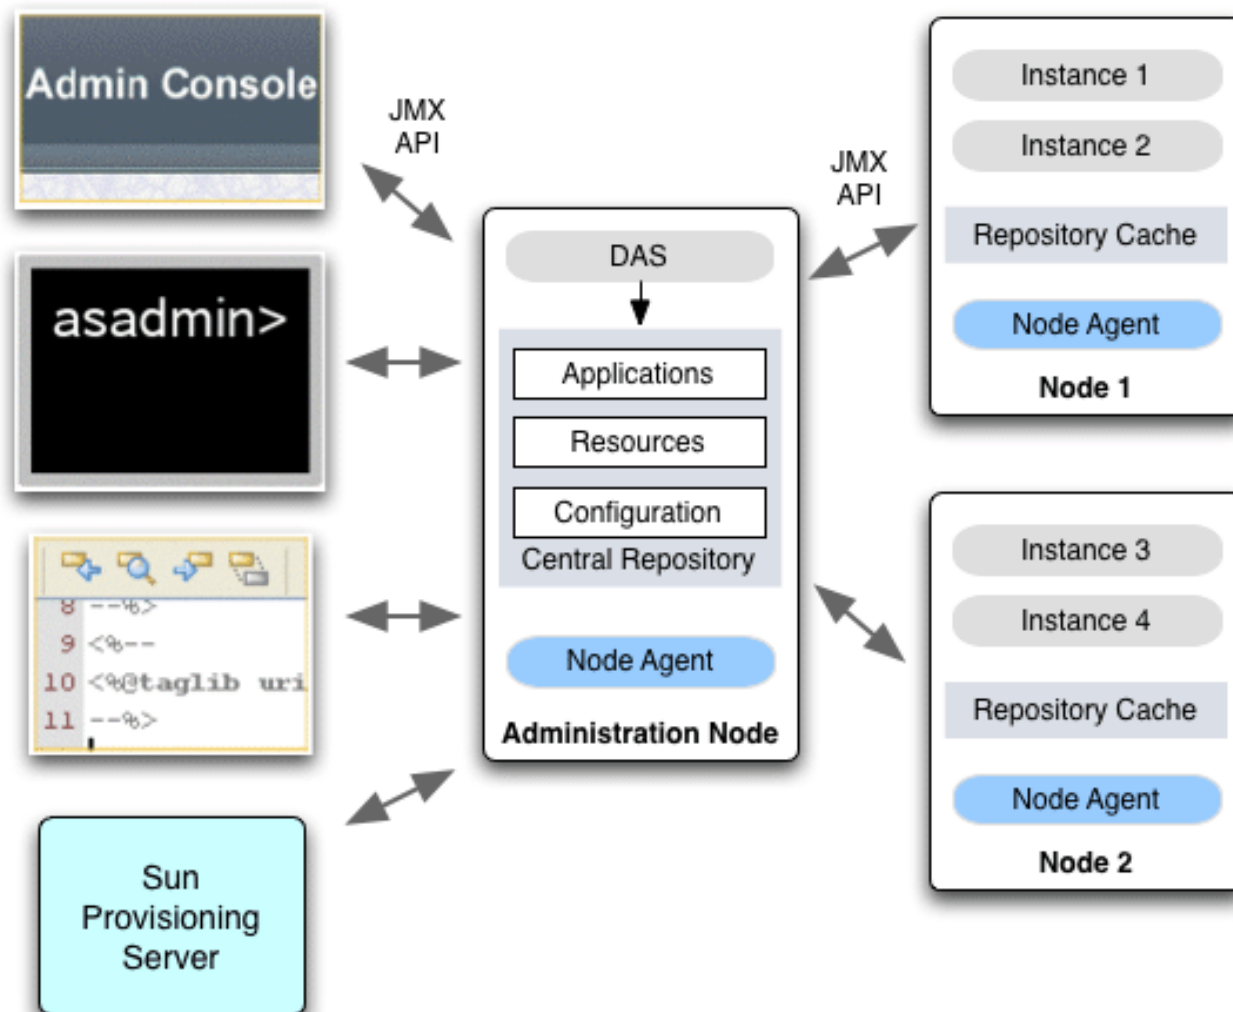 Admin Console
JMX
API
asadmin>
8 --%>
9 <%--
10 <%@taglib uri
11 --%>
Sun
Provisioning
Server
DAS
Applications
Resources
Configuration
Central Repository
Node Agent
Administration Node
JMX
API
Instance 1
Instance 2
Repository Cache
Node Agent
Node 1
Instance 3
Instance 4
Repository Cache
Node Agent
Node 2